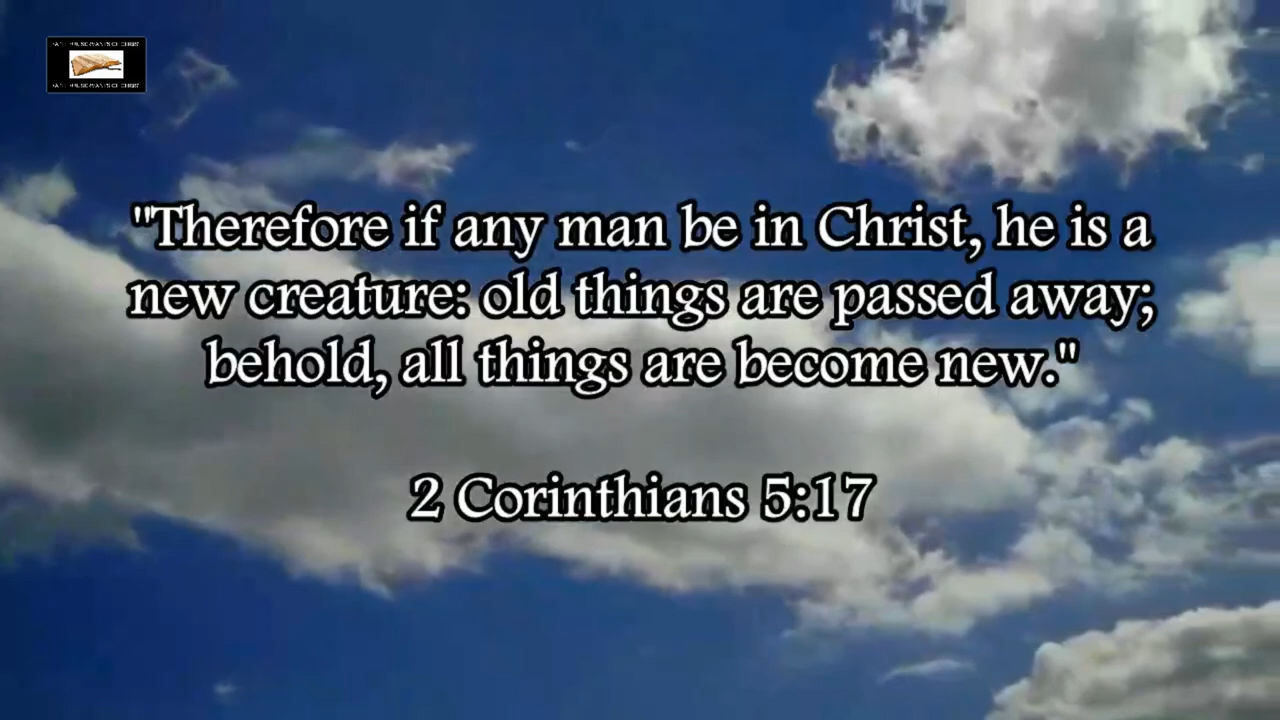 "Therefore if any man be in Christ, he is a
new creature: old things are passed away;
behold, all things are become new."
2 Corinthians 5:17